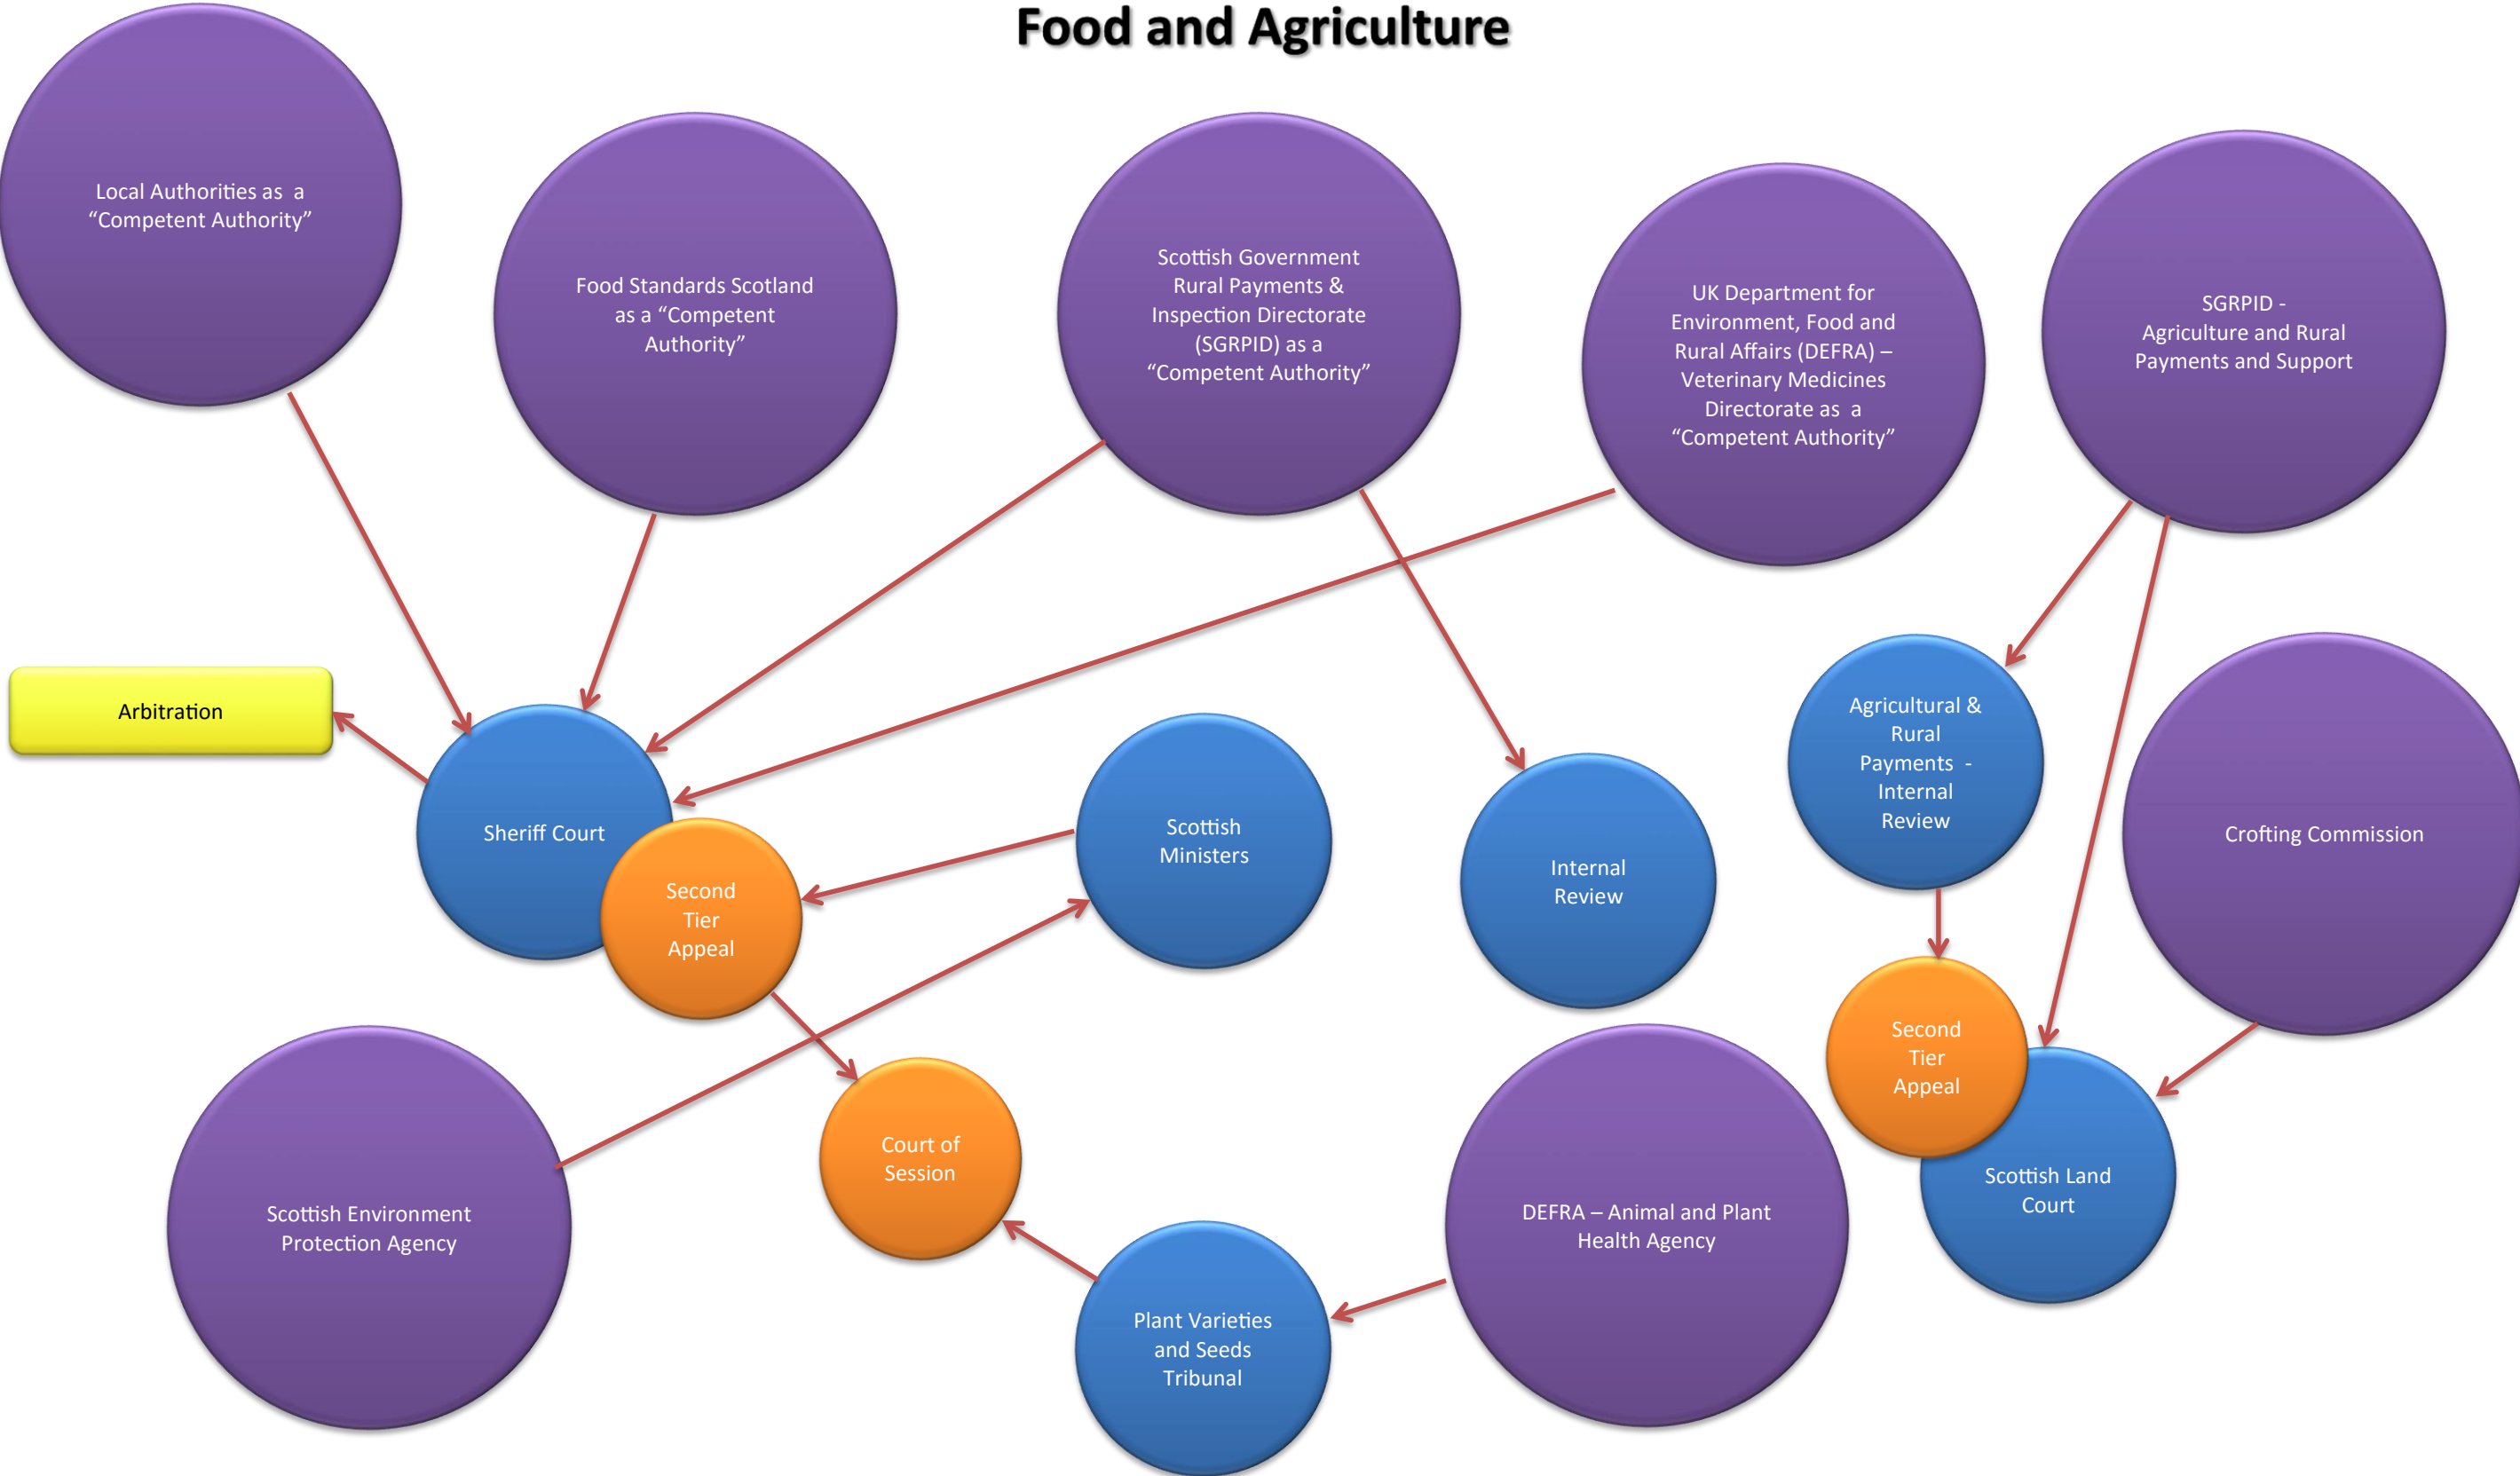 Food and Agriculture
Local Authorities as  a
“Competent Authority”
Food Standards Scotland
as a “Competent
Authority”
Scottish Government
Rural Payments &
Inspection Directorate
(SGRPID) as a
“Competent Authority”
UK Department for
Environment, Food and
Rural Affairs (DEFRA) –
Veterinary Medicines
Directorate as  a
“Competent Authority”
SGRPID -
Agriculture and Rural
Payments and Support
Arbitration
Sheriff Court
Second
Tier
Appeal
Scottish
Ministers
Internal
Review
Agricultural &
Rural
Payments  -
Internal
Review
Crofting Commission
Second
Tier
Appeal
Scottish Land
Court
Court of
Session
Scottish Environment
Protection Agency
DEFRA – Animal and Plant
Health Agency
Plant Varieties
and Seeds
Tribunal